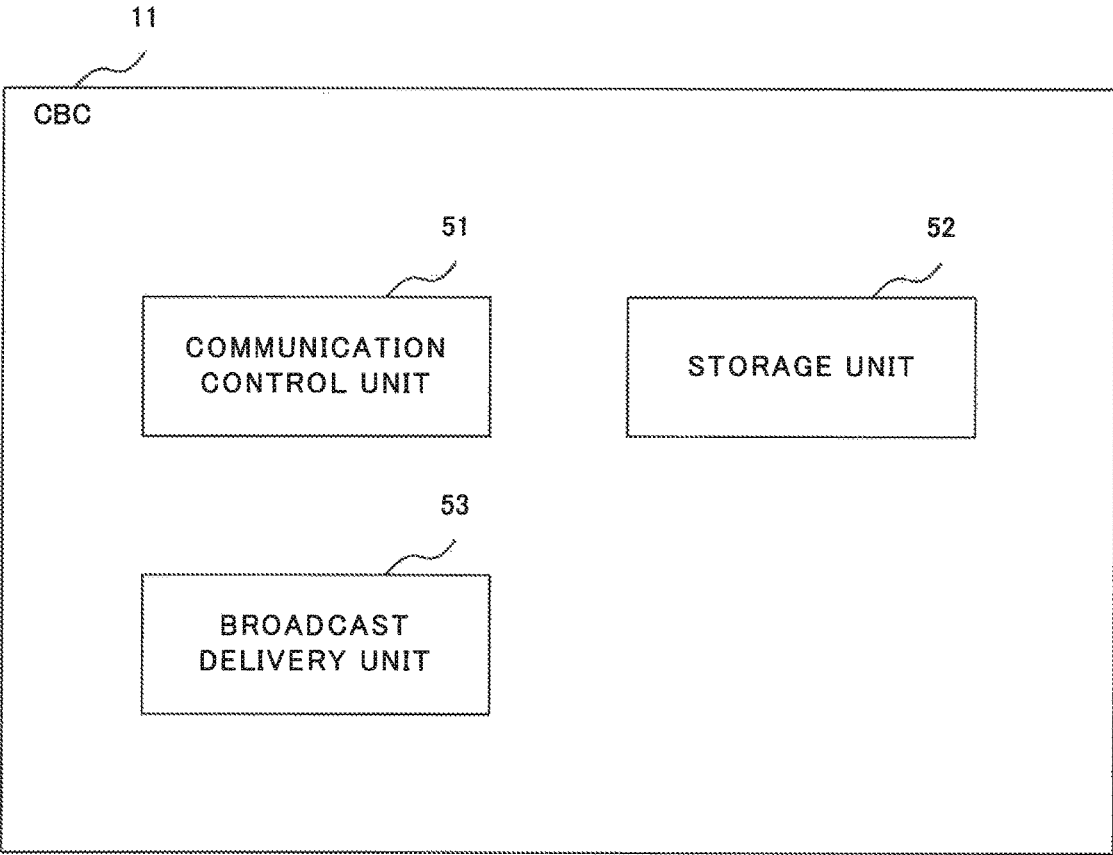 11
CBC
51
COMMUNICATION
CONTROL UNIT
52
STORAGE UNIT
53
BROADCAST
DELIVERY UNIT